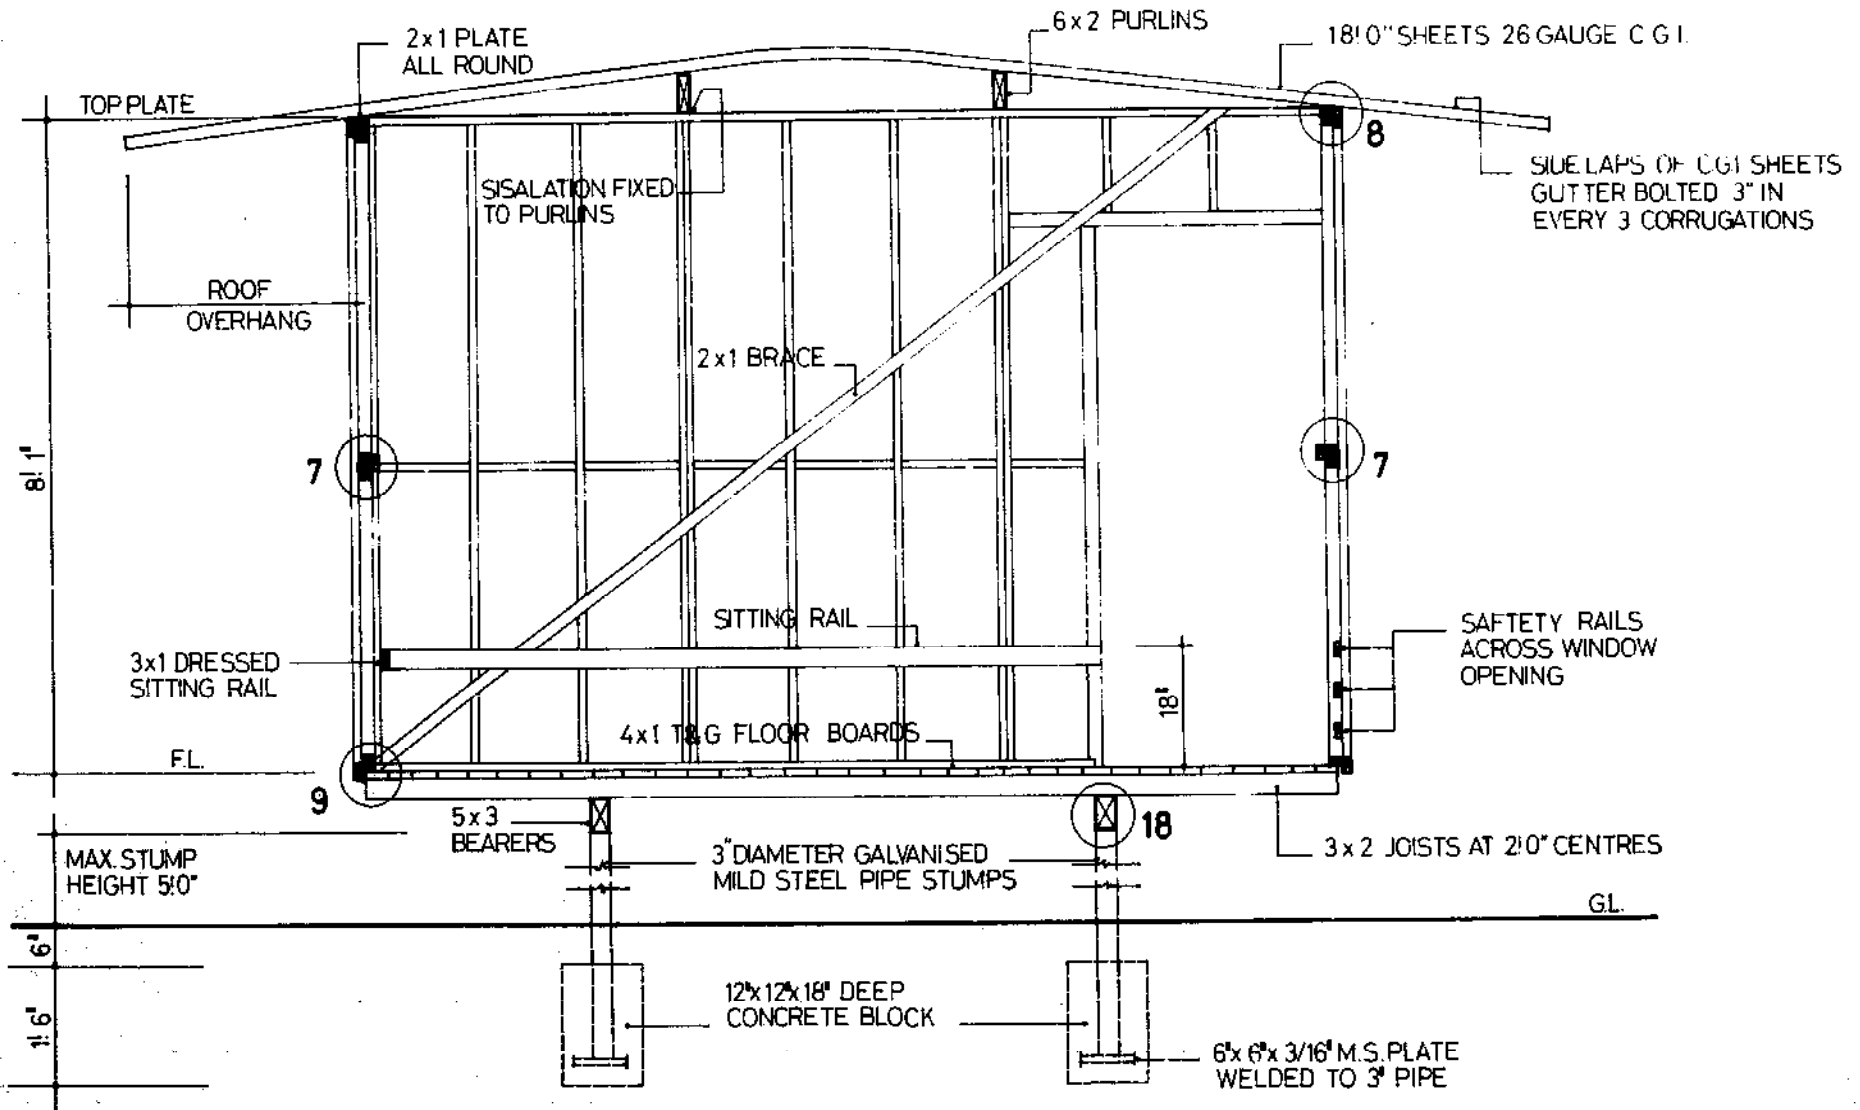 2x1 PLATE
ALL ROUND
6x2 PURLINS
18'0" SHEETS 26 GAUGE C G I.
TOP PLATE
8
SISALATION FIXED
TO PURLINS
SIDE LAPS OF CGI SHEETS
GUTTER BOLTED 3" IN
EVERY 3 CORRUGATIONS
ROOF
OVERHANG
2x1 BRACE
8'1"
7
7
SITTING RAIL
SAFTETY RAILS
ACROSS WINDOW
OPENING
3x1 DRESSED
SITTING RAIL
18"
4x1 T&G FLOOR BOARDS
F.L.
9
5x3
BEARERS
18
3" DIAMETER GALVANISED
MILD STEEL PIPE STUMPS
3x2 JOISTS AT 2'0" CENTRES
MAX. STUMP
HEIGHT 5'0"
G.L.
6"
12"x12"x18" DEEP
CONCRETE BLOCK
1'6"
6"x 6"x 3/16" M.S. PLATE
WELDED TO 3" PIPE